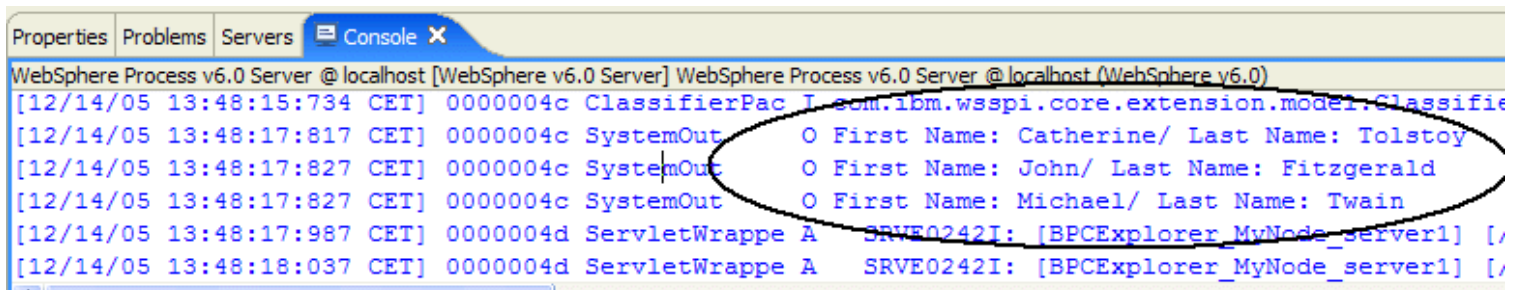 Properties Problems Servers Console
WebSphere Process v6.0 Server @ localhost [WebSphere v6.0 Server] WebSphere Process v6.0 Server @ localhost (WebSphere v6.0)
[12/14/05 13:48:15:734 CET] 0000004c ClassifierPac I com.ibm.wsspi.core.extension.model.Classifie
[12/14/05 13:48:17:817 CET] 0000004c SystemOut O First Name: Catherine/ Last Name: Tolstoy
[12/14/05 13:48:17:827 CET] 0000004c SystemOut O First Name: John/ Last Name: Fitzgerald
[12/14/05 13:48:17:827 CET] 0000004c SystemOut O First Name: Michael/ Last Name: Twain
[12/14/05 13:48:17:987 CET] 0000004d ServletWrappe A SRVE0242I: [BPCExplorer_MyNode_server1] [/
[12/14/05 13:48:18:037 CET] 0000004d ServletWrappe A SRVE0242I: [BPCExplorer_MyNode_server1] [/